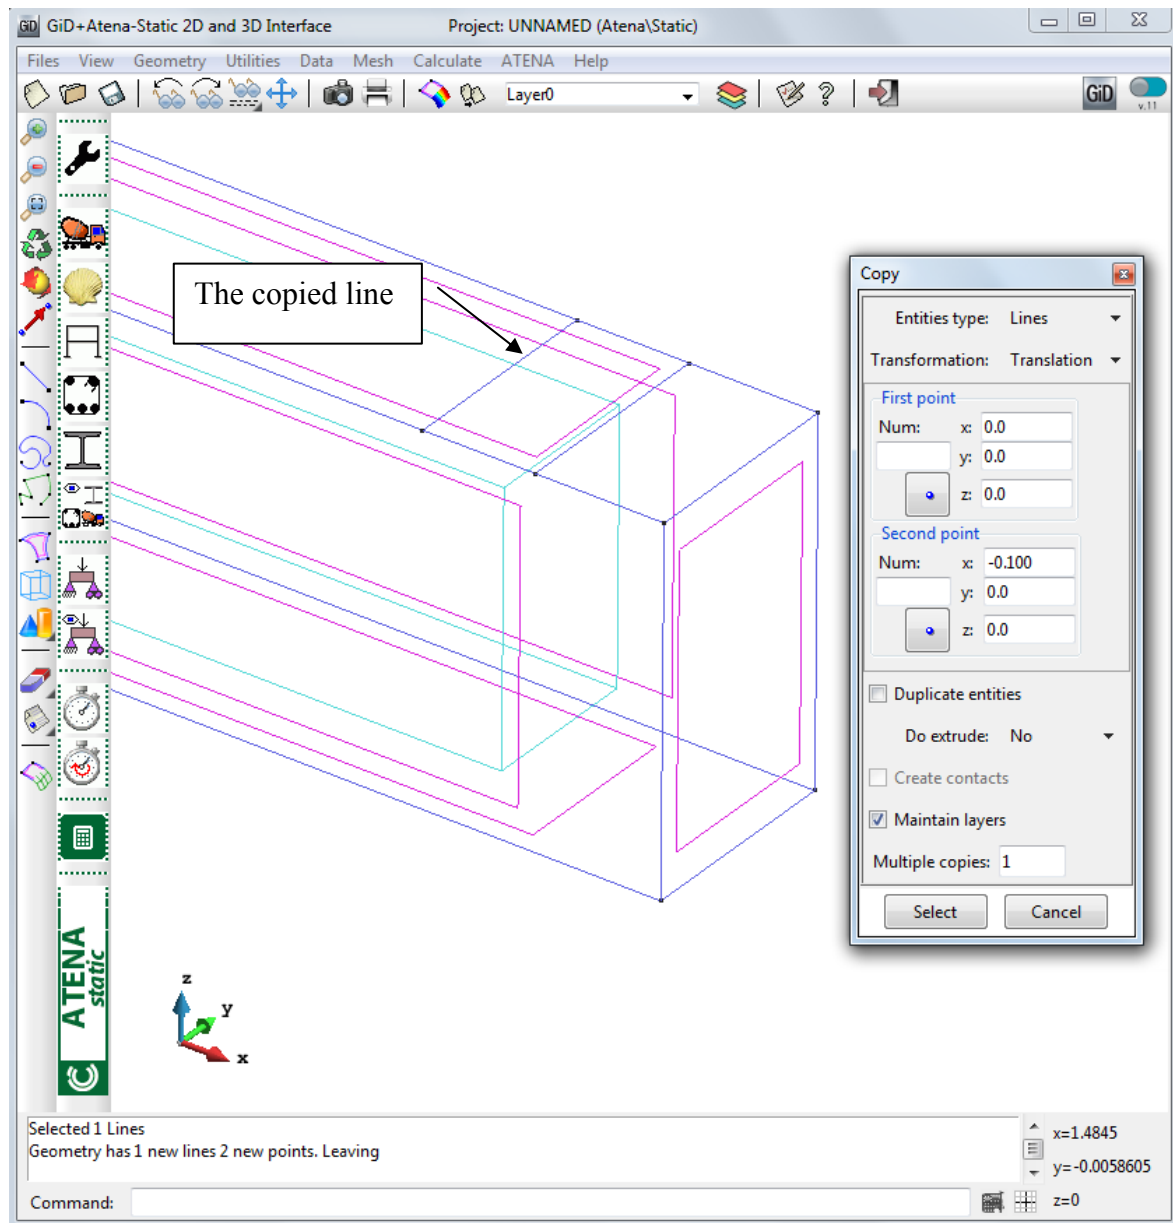 GiD GiD+Atena-Static 2D and 3D Interface Project: UNNAMED (Atena\Static)
Files View Geometry Utilities Data Mesh Calculate ATENA Help
Layer0
GiD
v.11
The copied line
Copy
Entities type: Lines
Transformation: Translation
First point
Num: x: 0.0
y: 0.0
z: 0.0
Second point
Num: x: -0.100
y: 0.0
z: 0.0
Duplicate entities
Do extrude: No
Create contacts
Maintain layers
Multiple copies: 1
Select Cancel
ATENA
static
z
y
x
Selected 1 Lines
Geometry has 1 new lines 2 new points. Leaving
x=1.4845
y=-0.0058605
z=0
Command: